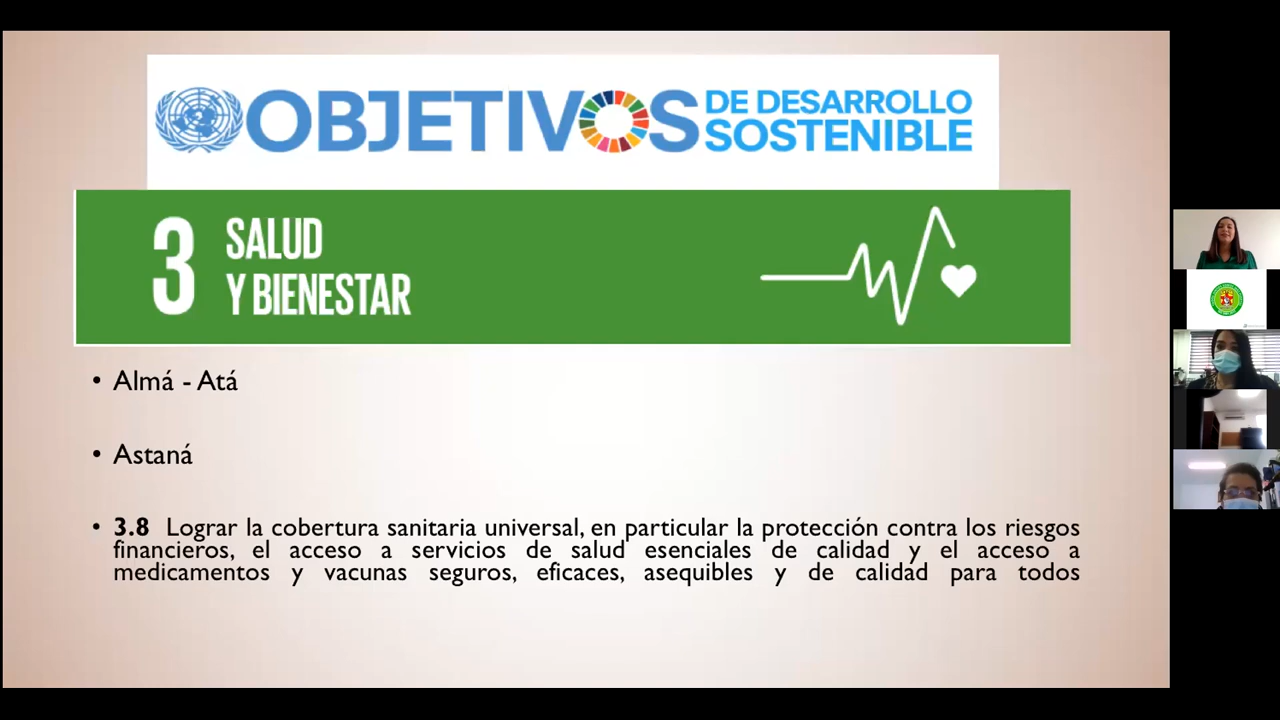 OBJETIVOS DE DESARROLLO
SOSTENIBLE
3 SALUD
Y BIENESTAR
• Almá - Atá
• Astaná
• 3.8 Lograr la cobertura sanitaria universal, en particular la protección contra los riesgos
financieros, el acceso a servicios de salud esenciales de calidad y el acceso a
medicamentos y vacunas seguros, eficaces, asequibles y de calidad para todos